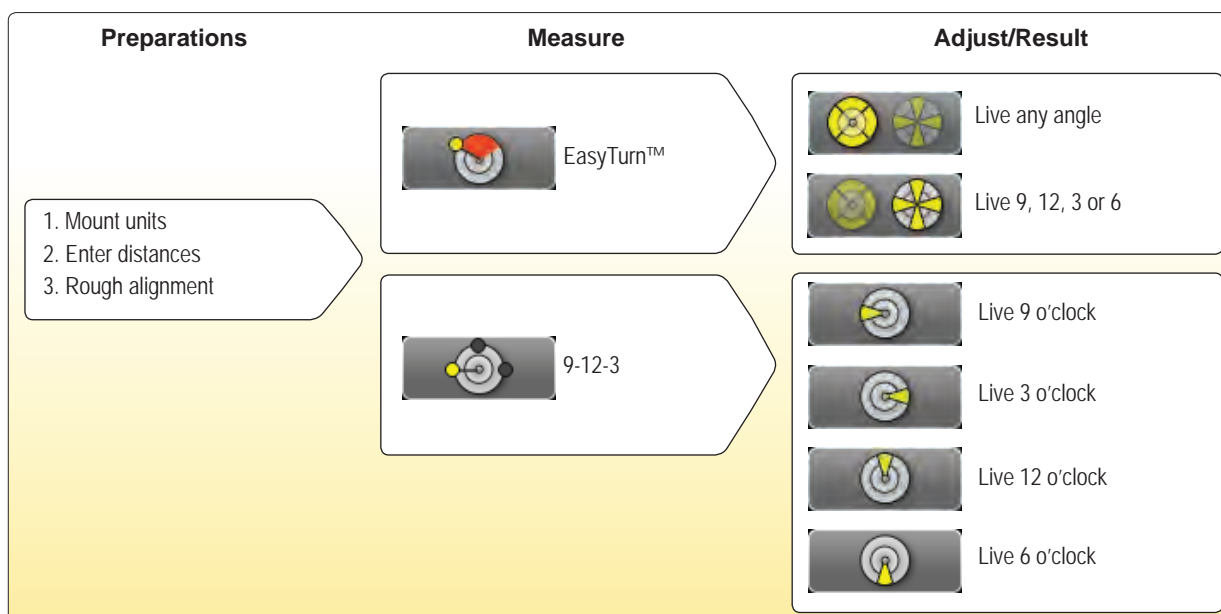 Preparations
Measure
Adjust/Result
1. Mount units
2. Enter distances
3. Rough alignment
EasyTurn™
9-12-3
Live any angle
Live 9, 12, 3 or 6
Live 9 o'clock
Live 3 o'clock
Live 12 o'clock
Live 6 o'clock